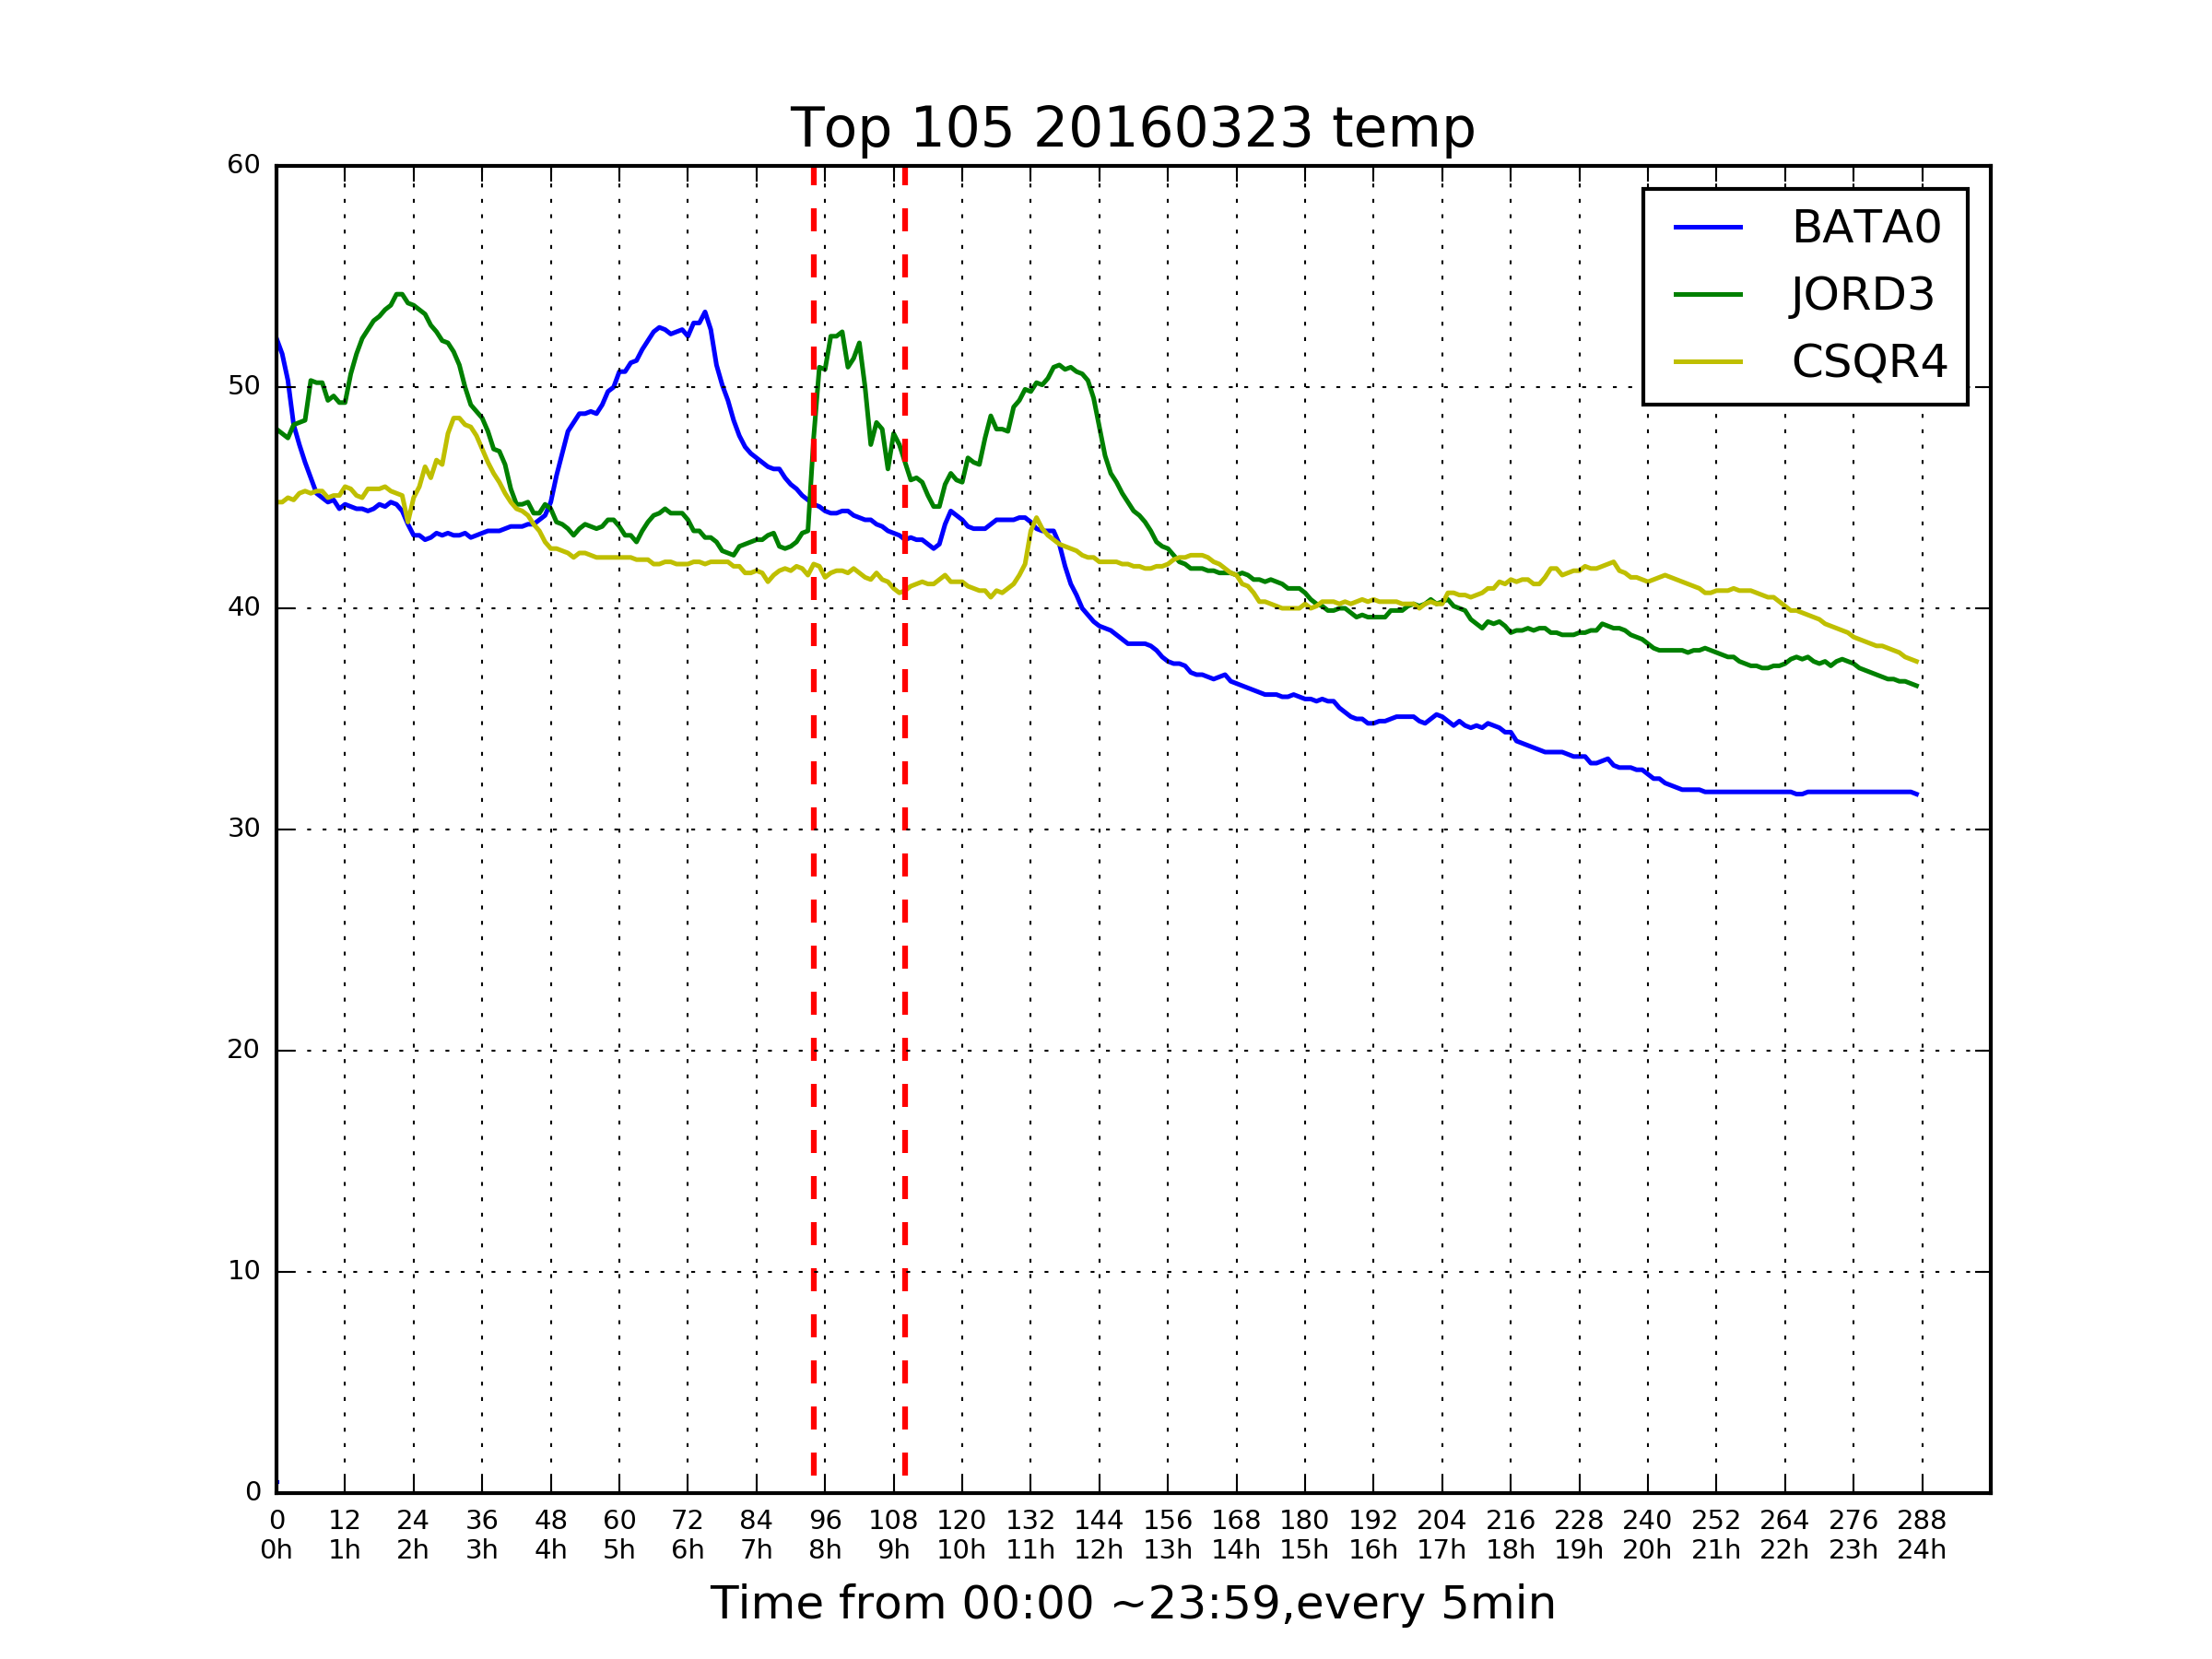 Top 105 20160323 temp
60
50
40
30
20
10
0
BATA0
JORD3
CSQR4
0 12 24 36 48 60 72 84 96 108 120 132 144 156 168 180 192 204 216 228 240 252 264 276 288
0h 1h 2h 3h 4h 5h 6h 7h 8h 9h 10h 11h 12h 13h 14h 15h 16h 17h 18h 19h 20h 21h 22h 23h 24h
Time from 00:00 ~23:59,every 5min